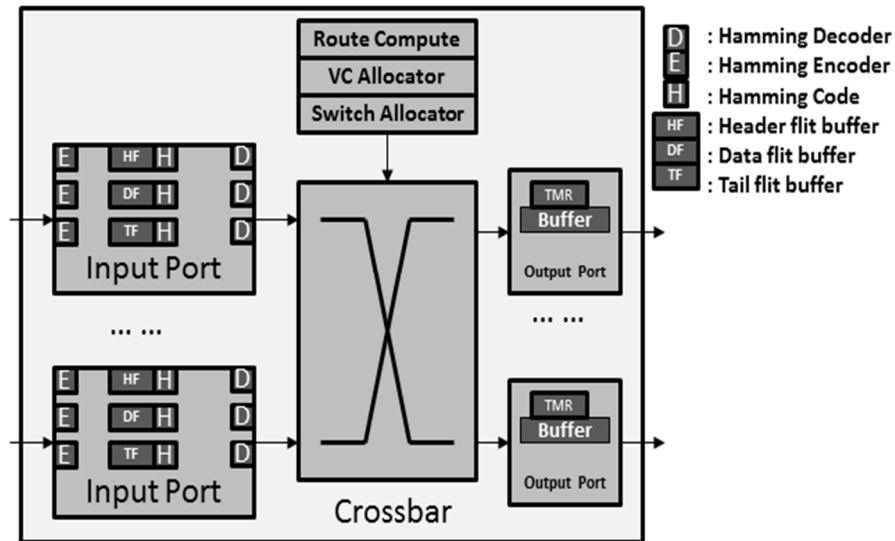 Route Compute
VC Allocator
Switch Allocator
D : Hamming Decoder
E : Hamming Encoder
H : Hamming Code
HF : Header flit buffer
DF : Data flit buffer
TF : Tail flit buffer
E HF H D
E DF H D
E TF H D
Input Port
TMR
Buffer
Output Port
... ...
... ...
E HF H D
E DF H D
E TF H D
Input Port
TMR
Buffer
Output Port
Crossbar